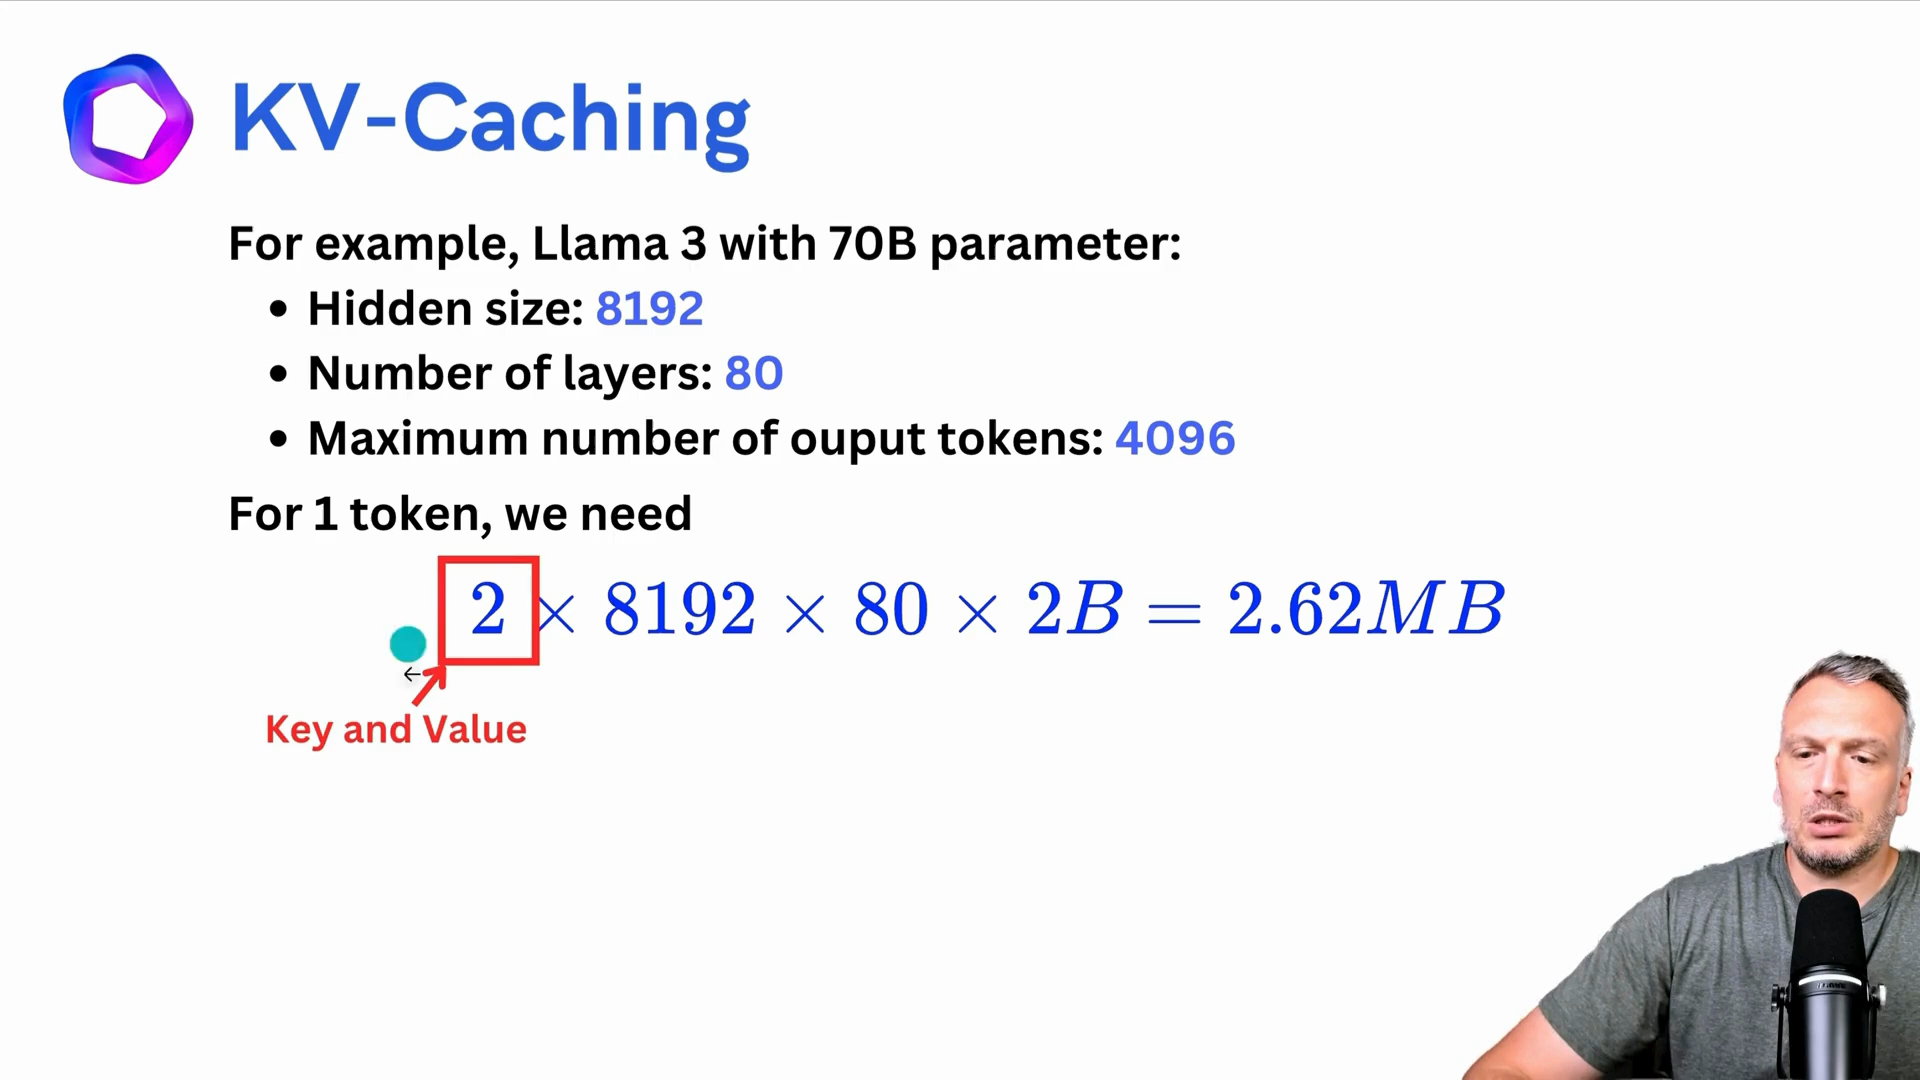 KV-Caching
For example, Llama 3 with 70B parameter:
• Hidden size: 8192
• Number of layers: 80
• Maximum number of ouput tokens: 4096
For 1 token, we need
2 × 8192 × 80 × 2B = 2.62MB
Key and Value